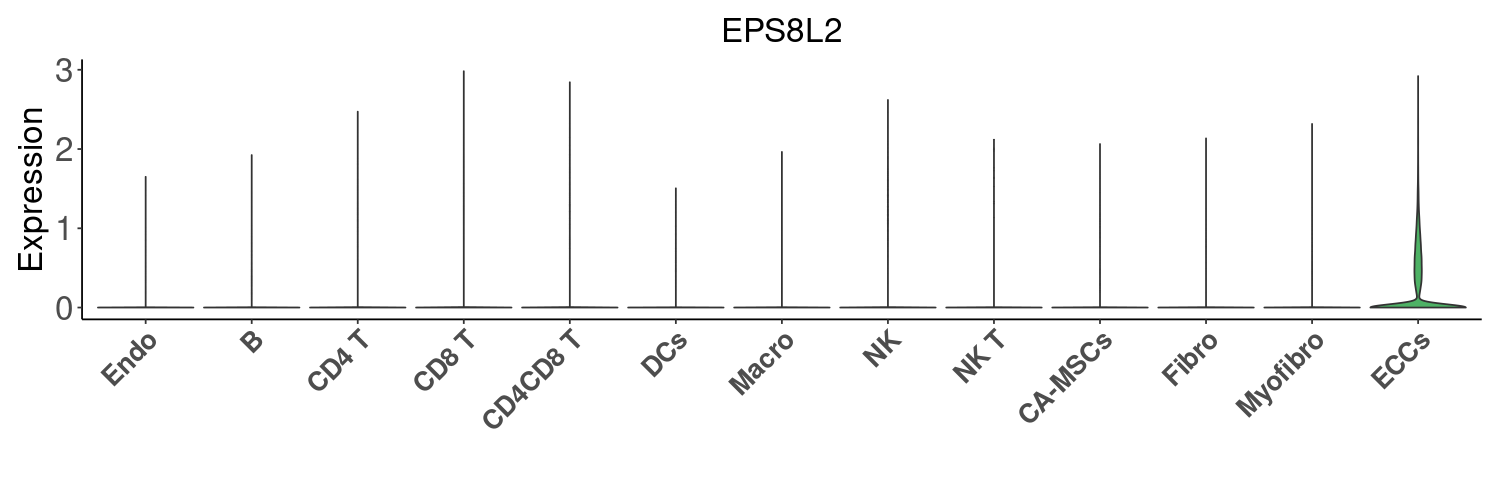 EPS8L2
Expression
3
2
1
0
Endo
B
CD4 T
CD8 T
CD4CD8 T
DCs
Macro
NK
NK T
CA-MSCs
Fibro
Myofibro
ECCs